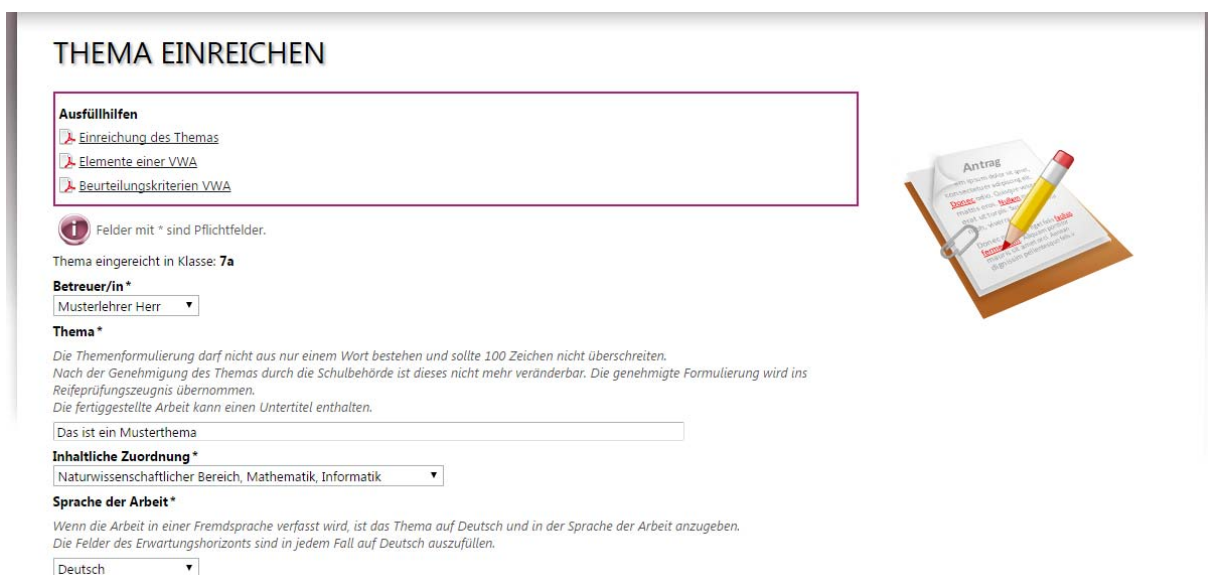 THEMA EINREICHEN
Ausfüllhilfen
Einreichung des Themas
Elemente einer VWA
Beurteilungskriterien VWA
Felder mit * sind Pflichtfelder.
Thema eingereicht in Klasse: 7a
Betreuer/in*
Musterlehrer Herr
Thema*
Die Themenformulierung darf nicht aus nur einem Wort bestehen und sollte 100 Zeichen nicht überschreiten.
Nach der Genehmigung des Themas durch die Schulbehörde ist dieses nicht mehr veränderbar. Die genehmigte Formulierung wird ins
Reifeprüfungszeugnis übernommen.
Die fertiggestellte Arbeit kann einen Untertitel enthalten.
Das ist ein Musterthema
Inhaltliche Zuordnung*
Naturwissenschaftlicher Bereich, Mathematik, Informatik
Sprache der Arbeit*
Wenn die Arbeit in einer Fremdsprache verfasst wird, ist das Thema auf Deutsch und in der Sprache der Arbeit anzugeben.
Die Felder des Erwartungshorizonts sind in jedem Fall auf Deutsch auszufüllen.
Deutsch
Antrag